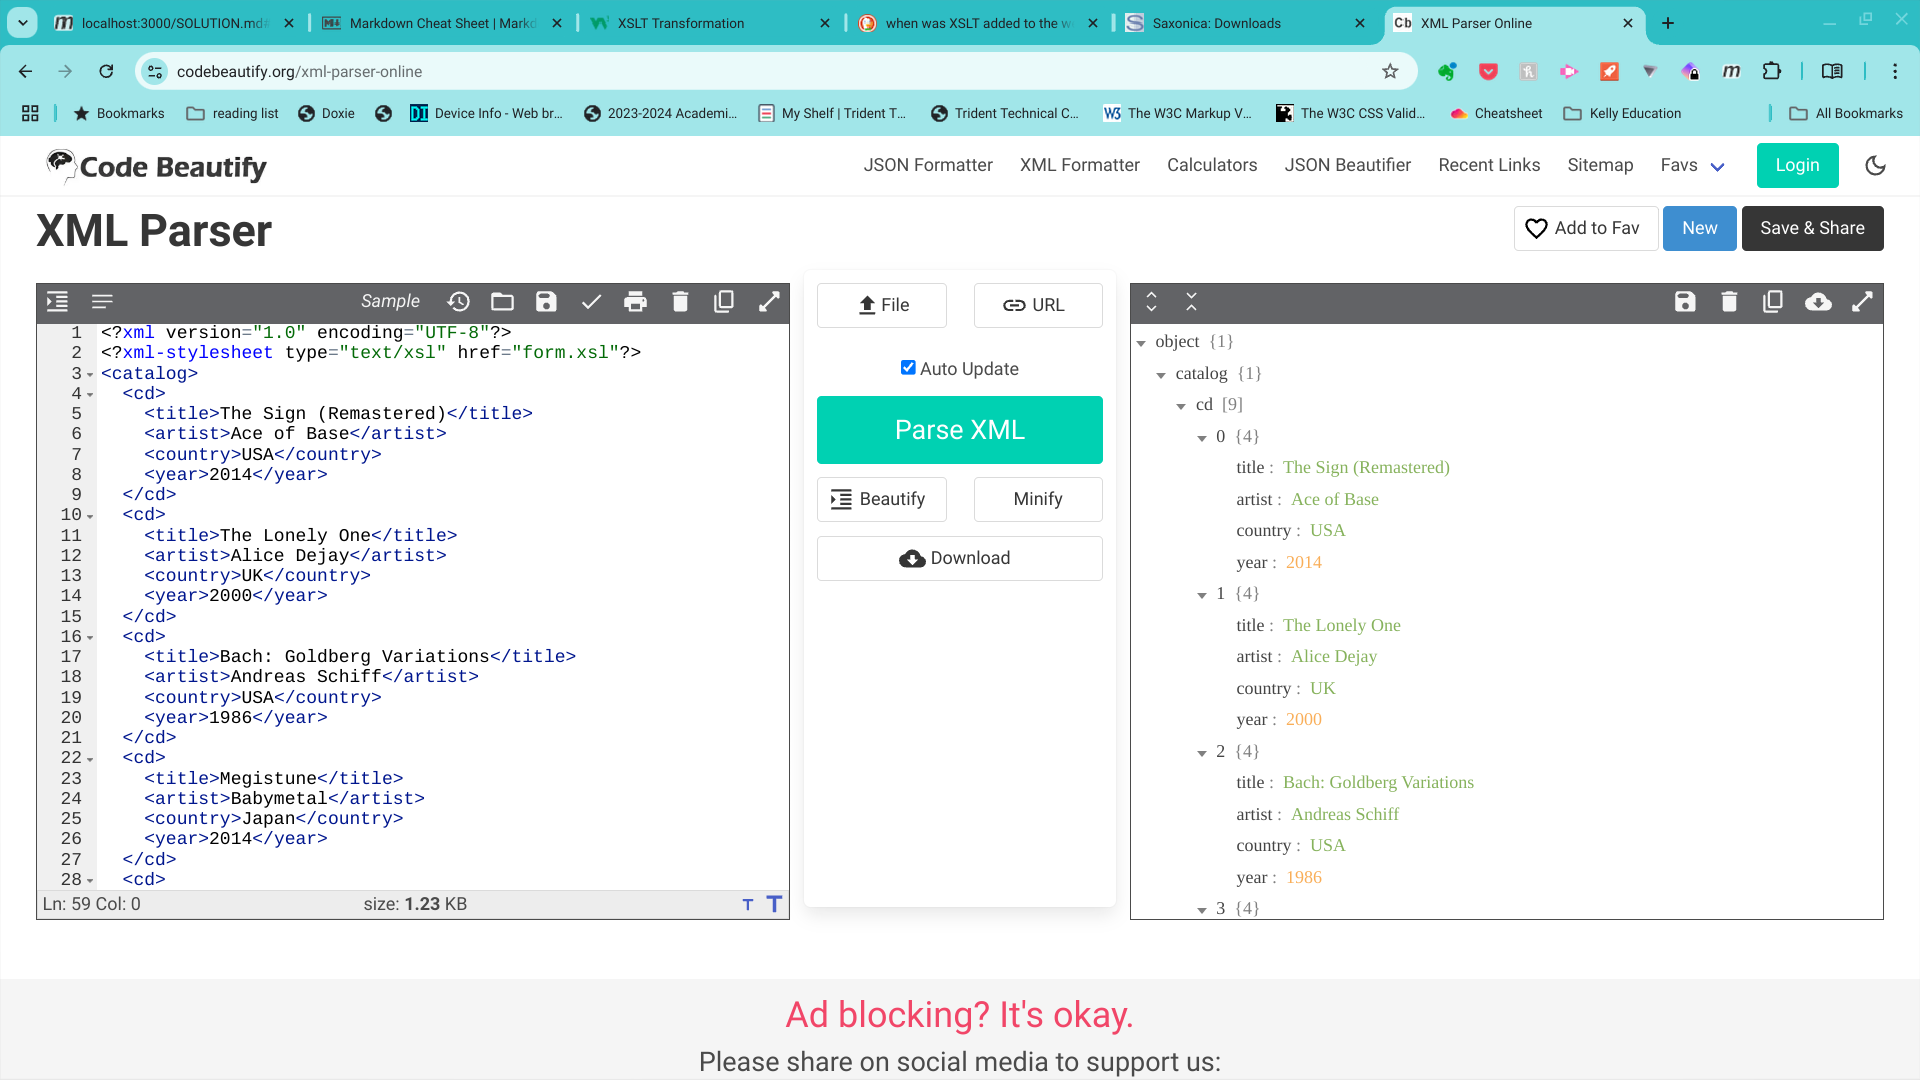 localhost:3000/SOLUTION.md
Markdown Cheat Sheet | Markd
XSLT Transformation
when was XSLT added to the w
Saxonica: Downloads
Cb
XML Parser Online
codebeautify.org/xml-parser-online
Bookmarks
reading list
Doxie
DI
Device Info - Web br...
2023-2024 Academi...
My Shelf | Trident T...
Trident Technical C...
W3
The W3C Markup V...
The W3C CSS Valid...
Cheatsheet
Kelly Education
All Bookmarks
Code Beautify
JSON Formatter
XML Formatter
Calculators
JSON Beautifier
Recent Links
Sitemap
Favs
Login
XML Parser
Add to Fav
New
Save & Share
Sample
1 <?xml version="1.0" encoding="UTF-8"?>
2 <?xml-stylesheet type="text/xsl" href="form.xsl"?>
3 <catalog>
4 <cd>
5 <title>The Sign (Remastered)</title>
6 <artist>Ace of Base</artist>
7 <country>USA</country>
8 <year>2014</year>
9 </cd>
10 <cd>
11 <title>The Lonely One</title>
12 <artist>Alice Dejay</artist>
13 <country>UK</country>
14 <year>2000</year>
15 </cd>
16 <cd>
17 <title>Bach: Goldberg Variations</title>
18 <artist>Andreas Schiff</artist>
19 <country>USA</country>
20 <year>1986</year>
21 </cd>
22 <cd>
23 <title>Megistune</title>
24 <artist>Babymetal</artist>
25 <country>Japan</country>
26 <year>2014</year>
27 </cd>
28 <cd>
Ln: 59 Col: 0
size: 1.23 KB
T T
File
URL
Auto Update
Parse XML
Beautify
Minify
Download
object {1}
catalog {1}
cd [9]
0 {4}
title : The Sign (Remastered)
artist : Ace of Base
country : USA
year : 2014
1 {4}
title : The Lonely One
artist : Alice Dejay
country : UK
year : 2000
2 {4}
title : Bach: Goldberg Variations
artist : Andreas Schiff
country : USA
year : 1986
3 {4}
Ad blocking? It's okay.
Please share on social media to support us: